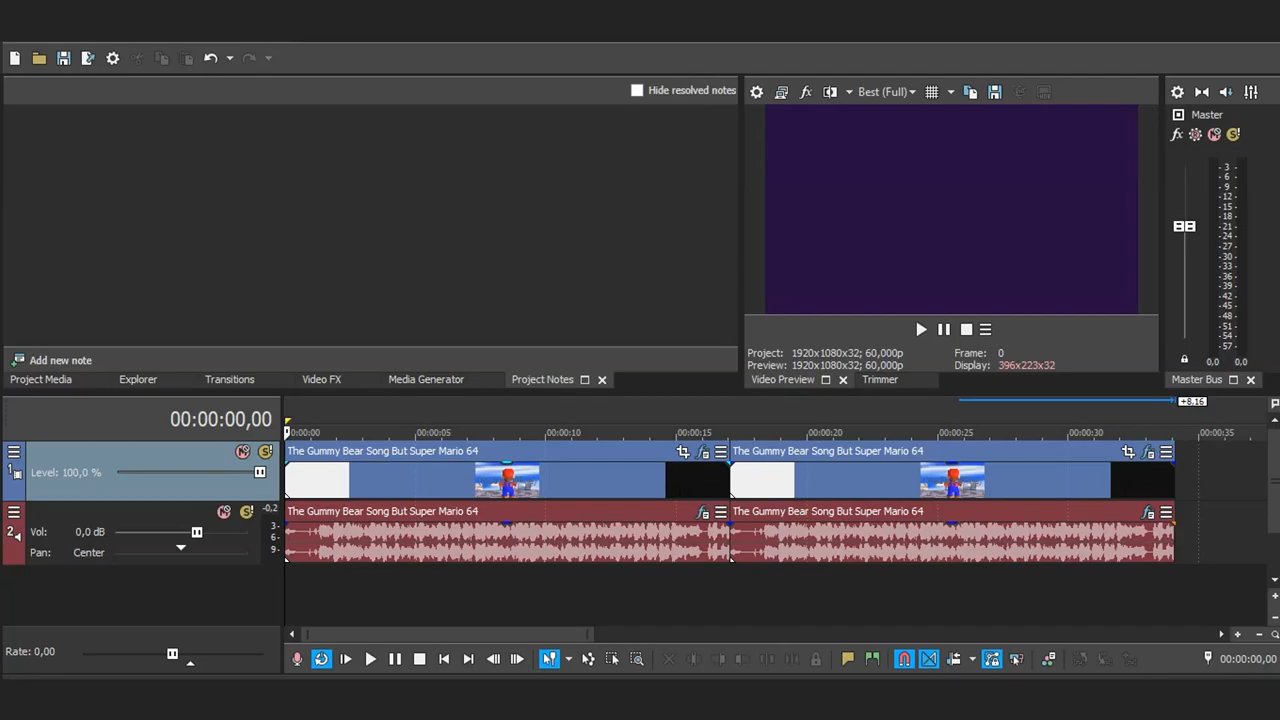 Hide resolved notes
Best (Full)
Master
Add new note
Project: 1920x1080x32; 60,000p Frame: 0
Preview: 1920x1080x32; 60,000p Display: 396x223x32
-3
-6
-9
-12
-15
-18
-21
-24
-27
-30
-33
-36
-39
-42
-45
-48
-51
-54
-57
0,0 0,0
Project Media Explorer Transitions Video FX Media Generator Project Notes
Video Preview Trimmer
Master Bus
+8.16
00:00:00,00
0:00:00 00:00:05 00:00:10 00:00:15 00:00:20 00:00:25 00:00:30 00:00:35
1
Level: 100,0 %
The Gummy Bear Song But Super Mario 64 The Gummy Bear Song But Super Mario 64
2
Vol: 0,0 dB
Pan: Center
-0,2
3-
6-
9-
The Gummy Bear Song But Super Mario 64 The Gummy Bear Song But Super Mario 64
Rate: 0,00
00:00:00,00